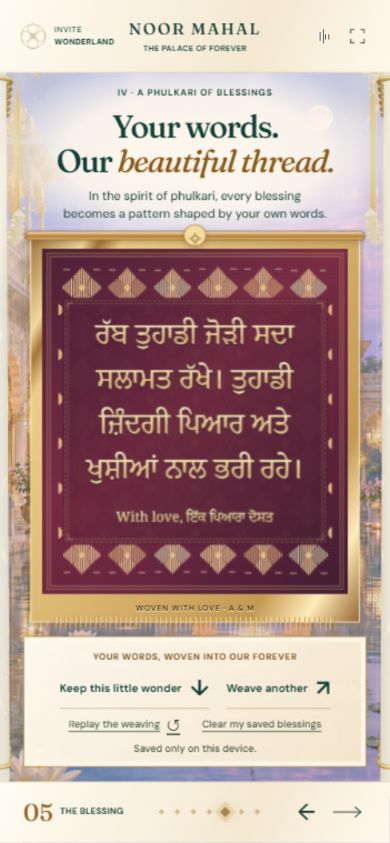 INVITE
WONDERLAND
NOOR MAHAL
THE PALACE OF FOREVER
IV · A PHULKARI OF BLESSINGS
Your words.
Our beautiful thread.
In the spirit of phulkari, every blessing
becomes a pattern shaped by your own words.
ਰੱਬ ਤੁਹਾਡੀ ਜੋੜੀ ਸਦਾ
ਸਲਾਮਤ ਰੱਖੇ। ਤੁਹਾਡੀ
ਜ਼ਿੰਦਗੀ ਪਿਆਰ ਅਤੇ
ਖੁਸ਼ੀਆਂ ਨਾਲ ਭਰੀ ਰਹੇ।
With love, ਇੱਕ ਪਿਆਰਾ ਦੋਸਤ
WOVEN WITH LOVE · A & M
YOUR WORDS, WOVEN INTO OUR FOREVER
Keep this little wonder ↓ Weave another ↗
Replay the weaving ↺ Clear my saved blessings
Saved only on this device.
05 THE BLESSING ← →